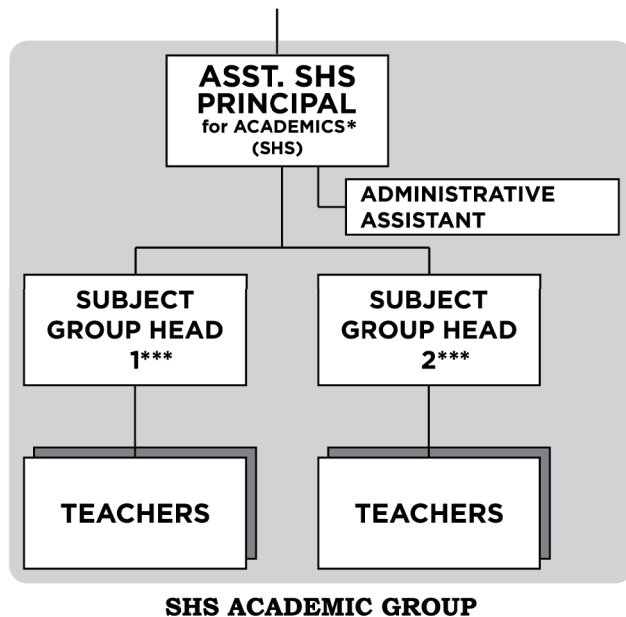 ASST. SHS
PRINCIPAL
for ACADEMICS*
(SHS)
ADMINISTRATIVE
ASSISTANT
SUBJECT
GROUP HEAD
1***
SUBJECT
GROUP HEAD
2***
TEACHERS
TEACHERS
SHS ACADEMIC GROUP